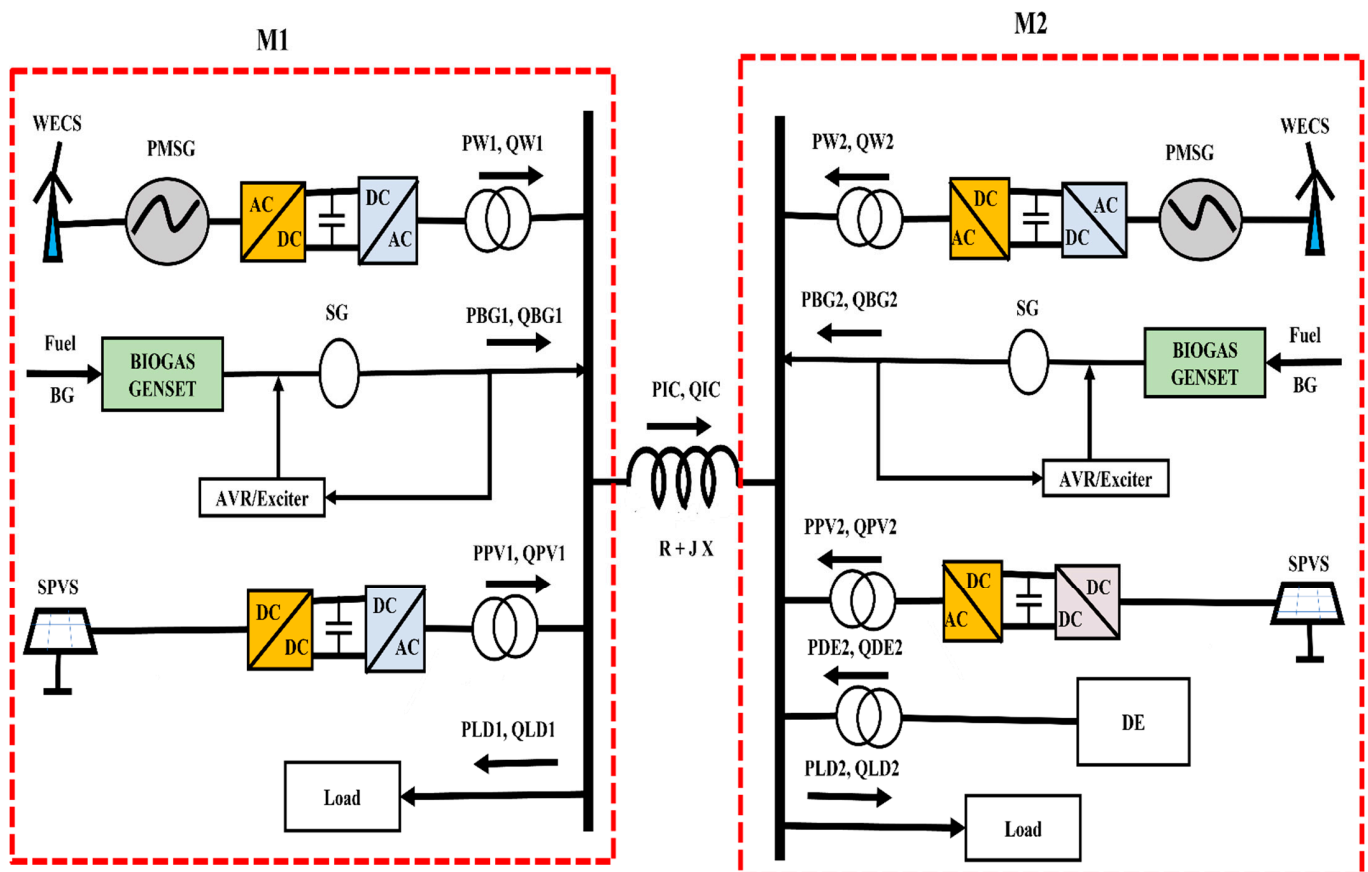 M1
M2
WECS
PMSG
PW1, QW1
AC
DC
DC
AC
PW2, QW2
PMSG
WECS
DC
AC
AC
DC
Fuel
BG
BIOGAS
GENSET
SG
PBG1, QBG1
AVR/Exciter
PBG2, QBG2
SG
BIOGAS
GENSET
Fuel
BG
AVR/Exciter
PIC, QIC
R + J X
SPVS
DC
DC
DC
AC
PPV1, QPV1
PPV2, QPV2
DC
AC
DC
DC
SPVS
PDE2, QDE2
DE
PLD1, QLD1
Load
PLD2, QLD2
Load